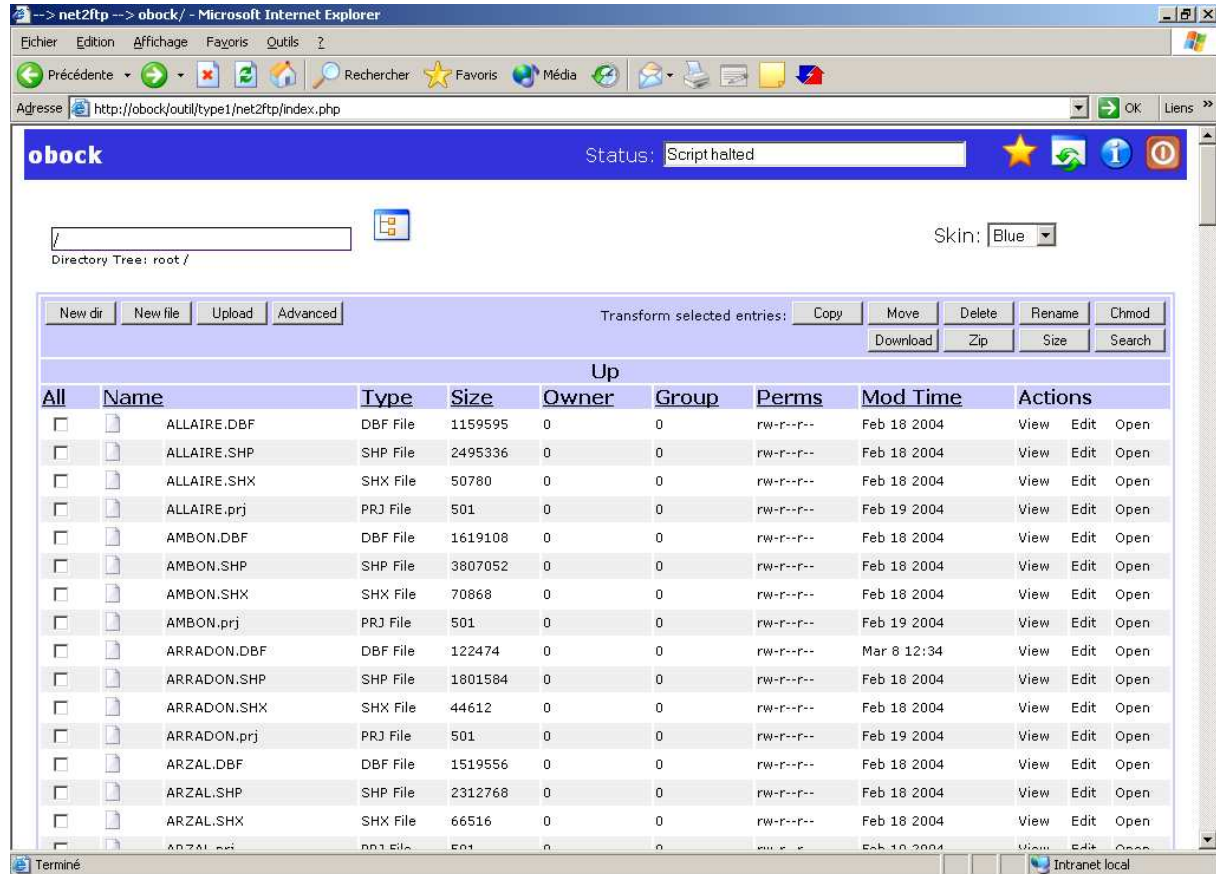 --> net2ftp --> obock/ - Microsoft Internet Explorer
Fichier Edition Affichage Favoris Outils ?
Précédente Rechercher Favoris Média
Adresse http://obock/outil/type1/net2ftp/index.php OK Liens »
obock Status: Script halted
/ Skin: Blue
Directory Tree: root /
New dir New file Upload Advanced Transform selected entries: Copy Move Delete Rename Chmod
Download Zip Size Search
Up
All Name Type Size Owner Group Perms Mod Time Actions
ALLAIRE.DBF DBF File 1159595 0 0 rw-r--r-- Feb 18 2004 View Edit Open
ALLAIRE.SHP SHP File 2495336 0 0 rw-r--r-- Feb 18 2004 View Edit Open
ALLAIRE.SHX SHX File 50780 0 0 rw-r--r-- Feb 18 2004 View Edit Open
ALLAIRE.prj PRJ File 501 0 0 rw-r--r-- Feb 19 2004 View Edit Open
AMBON.DBF DBF File 1619108 0 0 rw-r--r-- Feb 18 2004 View Edit Open
AMBON.SHP SHP File 3807052 0 0 rw-r--r-- Feb 18 2004 View Edit Open
AMBON.SHX SHX File 70868 0 0 rw-r--r-- Feb 18 2004 View Edit Open
AMBON.prj PRJ File 501 0 0 rw-r--r-- Feb 19 2004 View Edit Open
ARRADON.DBF DBF File 122474 0 0 rw-r--r-- Mar 8 12:34 View Edit Open
ARRADON.SHP SHP File 1801584 0 0 rw-r--r-- Feb 18 2004 View Edit Open
ARRADON.SHX SHX File 44612 0 0 rw-r--r-- Feb 18 2004 View Edit Open
ARRADON.prj PRJ File 501 0 0 rw-r--r-- Feb 19 2004 View Edit Open
ARZAL.DBF DBF File 1519556 0 0 rw-r--r-- Feb 18 2004 View Edit Open
ARZAL.SHP SHP File 2312768 0 0 rw-r--r-- Feb 18 2004 View Edit Open
ARZAL.SHX SHX File 66516 0 0 rw-r--r-- Feb 18 2004 View Edit Open
Terminé Intranet local